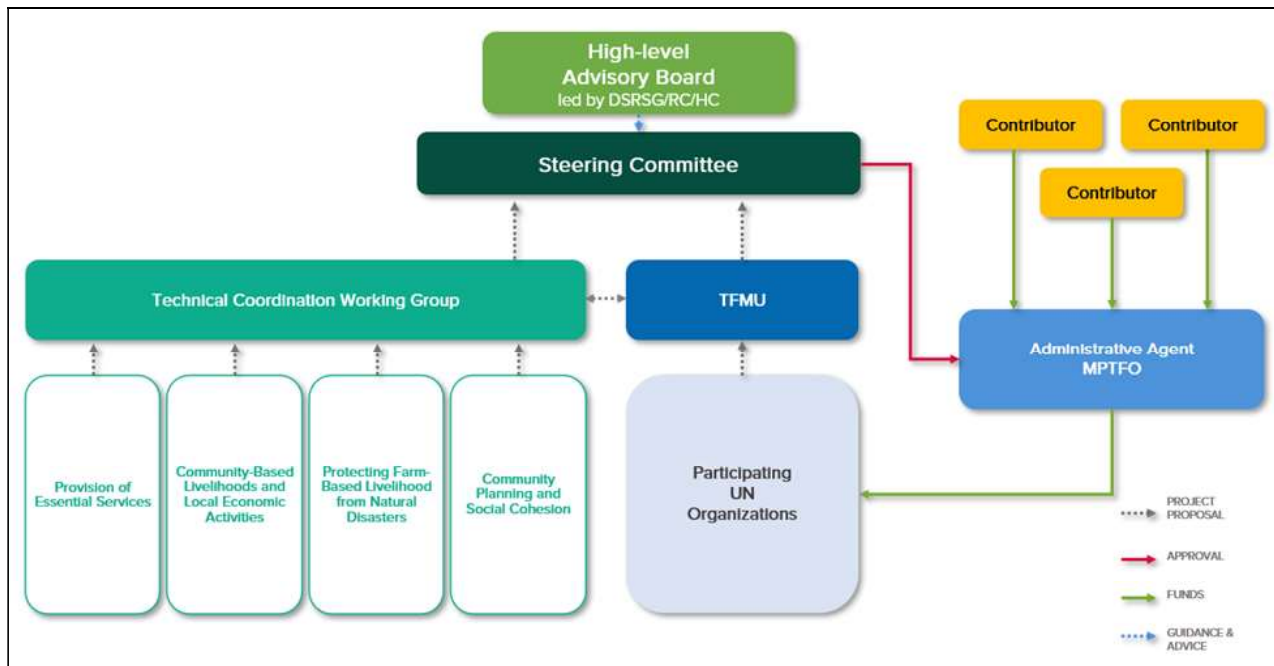 High-level
Advisory Board
led by DSRSG/RC/HC
Contributor
Contributor
Contributor
Steering Committee
Technical Coordination Working Group
TFMU
Administrative Agent
MPTFO
Provision of
Essential Services
Community-Based
Livelihoods and
Local Economic
Activities
Protecting Farm-
Based Livelihood
from Natural
Disasters
Community
Planning and
Social Cohesion
Participating
UN
Organizations
PROJECT
PROPOSAL
APPROVAL
FUNDS
GUIDANCE &
ADVICE